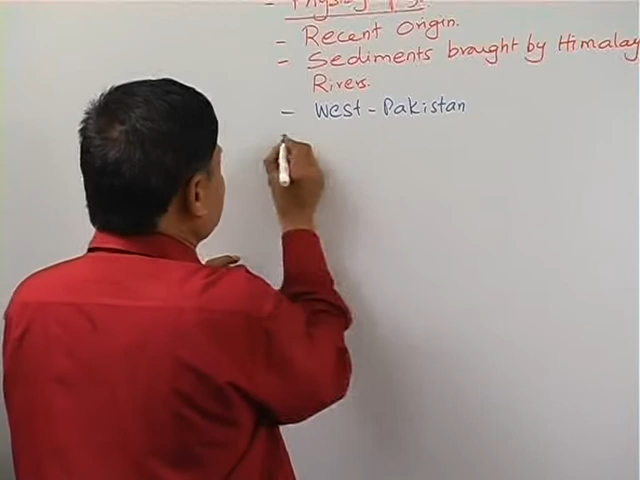 - Recent Origin.
- Sediments brought by Himalay
Rivers.
- West-Pakistan